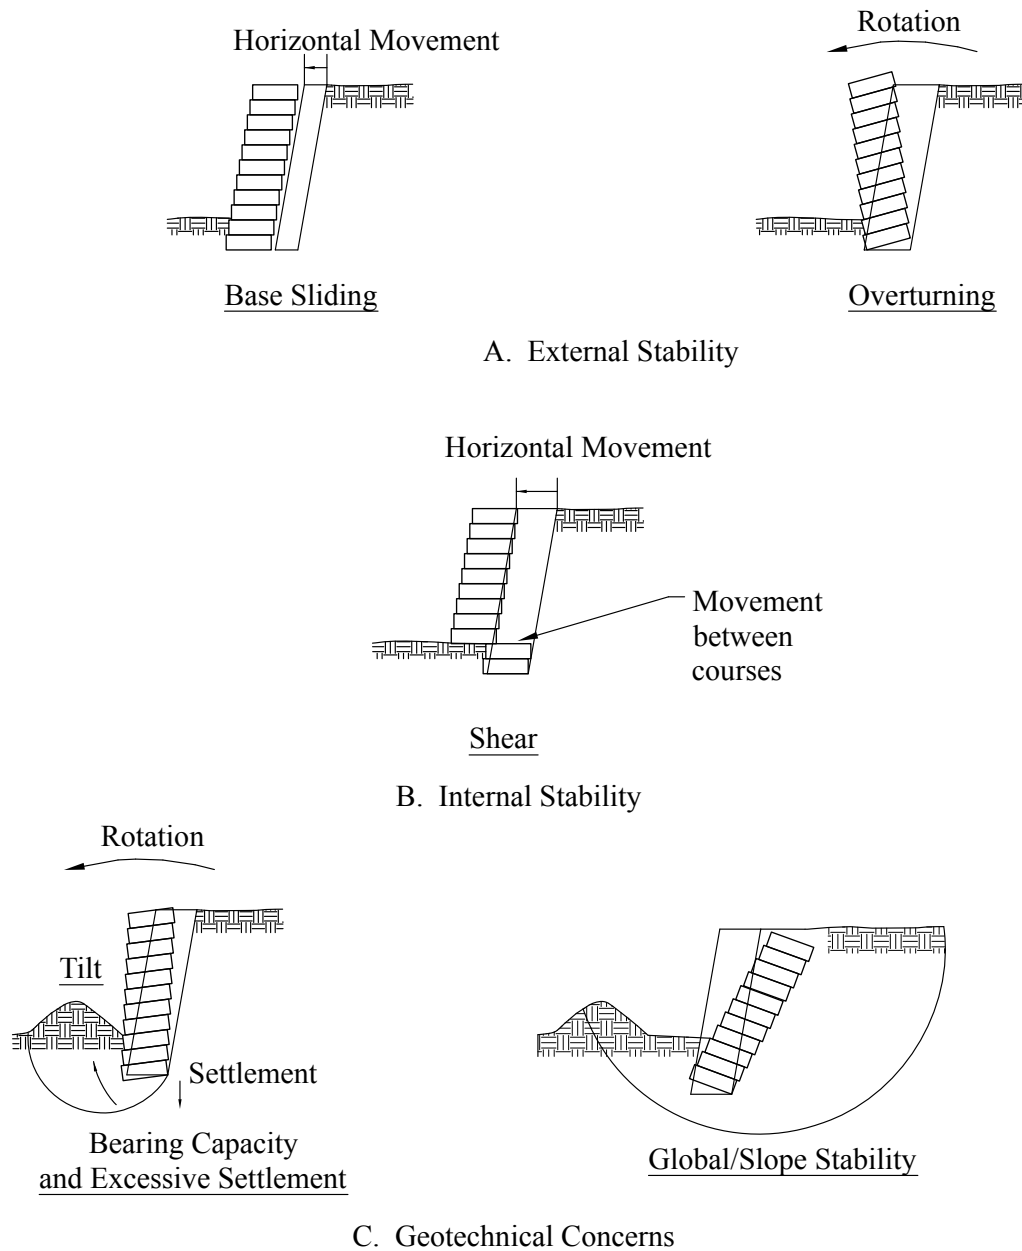 Horizontal Movement
Rotation
Base Sliding
Overturning
A. External Stability
Horizontal Movement
Movement
between
courses
Shear
B. Internal Stability
Rotation
Tilt
Settlement
Bearing Capacity
and Excessive Settlement
Global/Slope Stability
C. Geotechnical Concerns